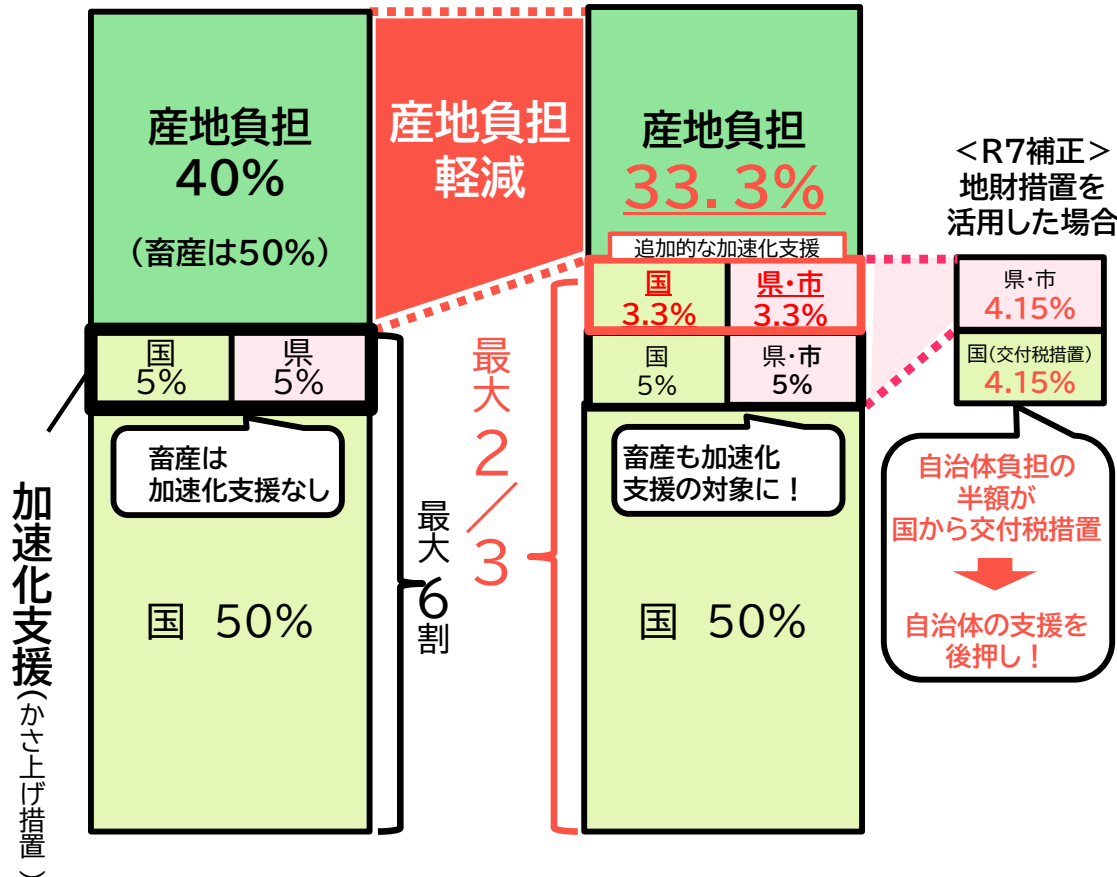 産地負担
40%
(畜産は50%)
国
5%
県
5%
畜産は
加速化支援なし
国 50%
加速化支援(かさ上げ措置)
最大6割
産地負担
軽減
最大2/3
産地負担
33.3%
追加的な加速化支援
国
3.3%
県・市
3.3%
国
5%
県・市
5%
畜産も加速化
支援の対象に!
国 50%
<R7補正>
地財措置を
活用した場合
県・市
4.15%
国(交付税措置)
4.15%
自治体負担の
半額が
国から交付税措置
自治体の支援を
後押し!